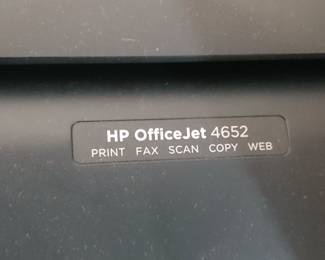 HP OfficeJet 4652
PRINT FAX SCAN COPY WEB